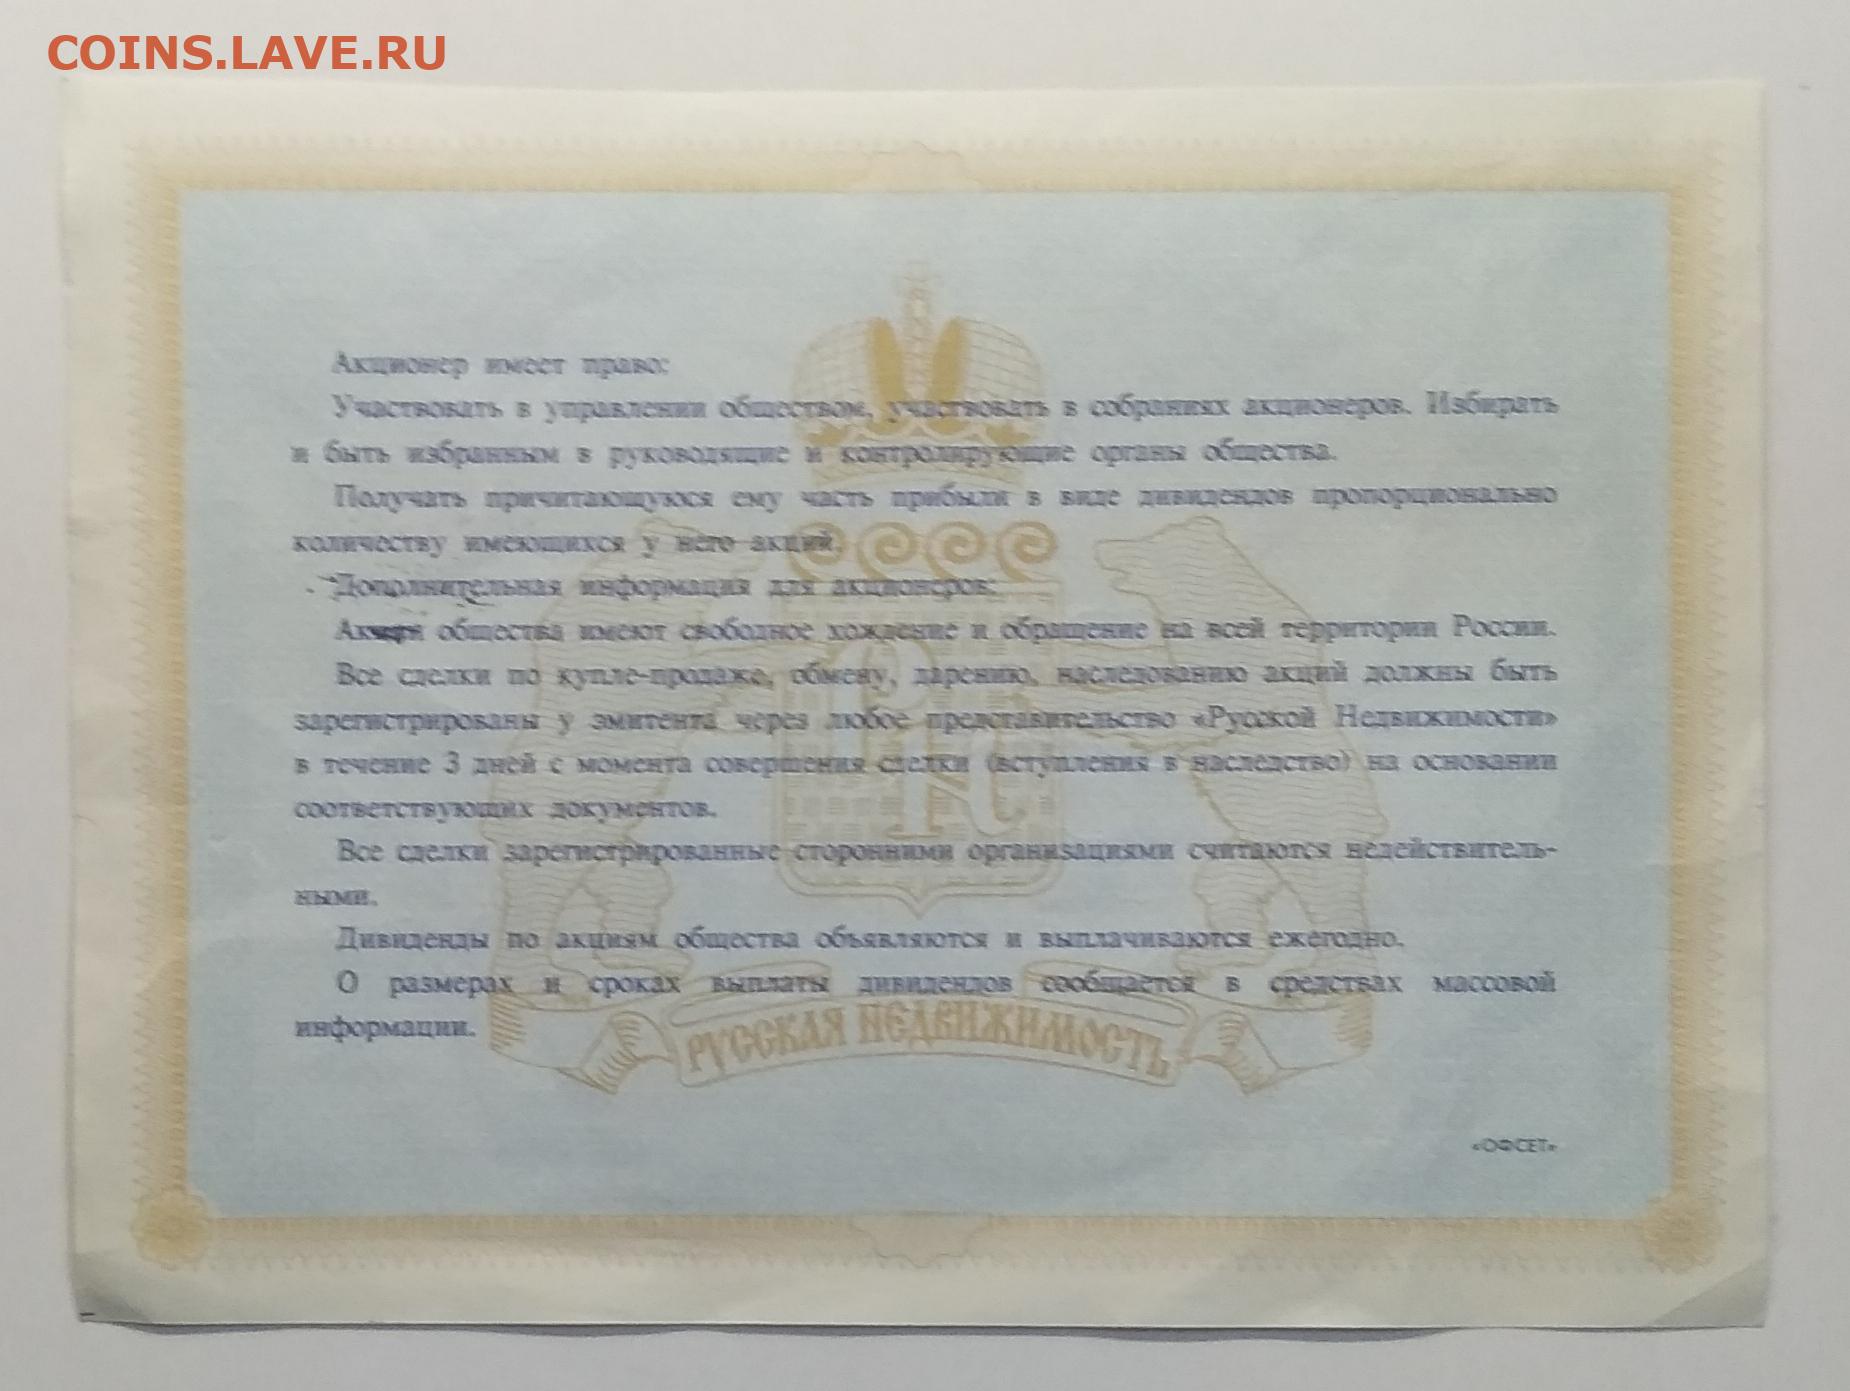 COINS.LAVE.RU
Акционер имеет право:
Участвовать в управлении обществом, участвовать в собраниях акционеров. Избирать
и быть избранным в руководящие и контролирующие органы общества.
Получать причитающуюся ему часть прибыли в виде дивидендов пропорционально
количеству имеющихся у него акций.
Дополнительная информация для акционеров:
Акции общества имеют свободное хождение и обращение на всей территории России.
Все сделки по купле-продаже, обмену, дарению, наследованию акций должны быть
зарегистрированы у эмитента через любое представительство «Русской Недвижимости»
в течение 3 дней с момента совершения сделки (вступления в наследство) на основании
соответствующих документов.
Все сделки зарегистрированные сторонними организациями считаются недействитель-
ными.
Дивиденды по акциям общества объявляются и выплачиваются ежегодно.
О размерах и сроках выплаты дивидендов сообщается в средствах массовой
информации.
РУССКАЯ НЕДВИЖИМОСТЬ
«ОФСЕТ»